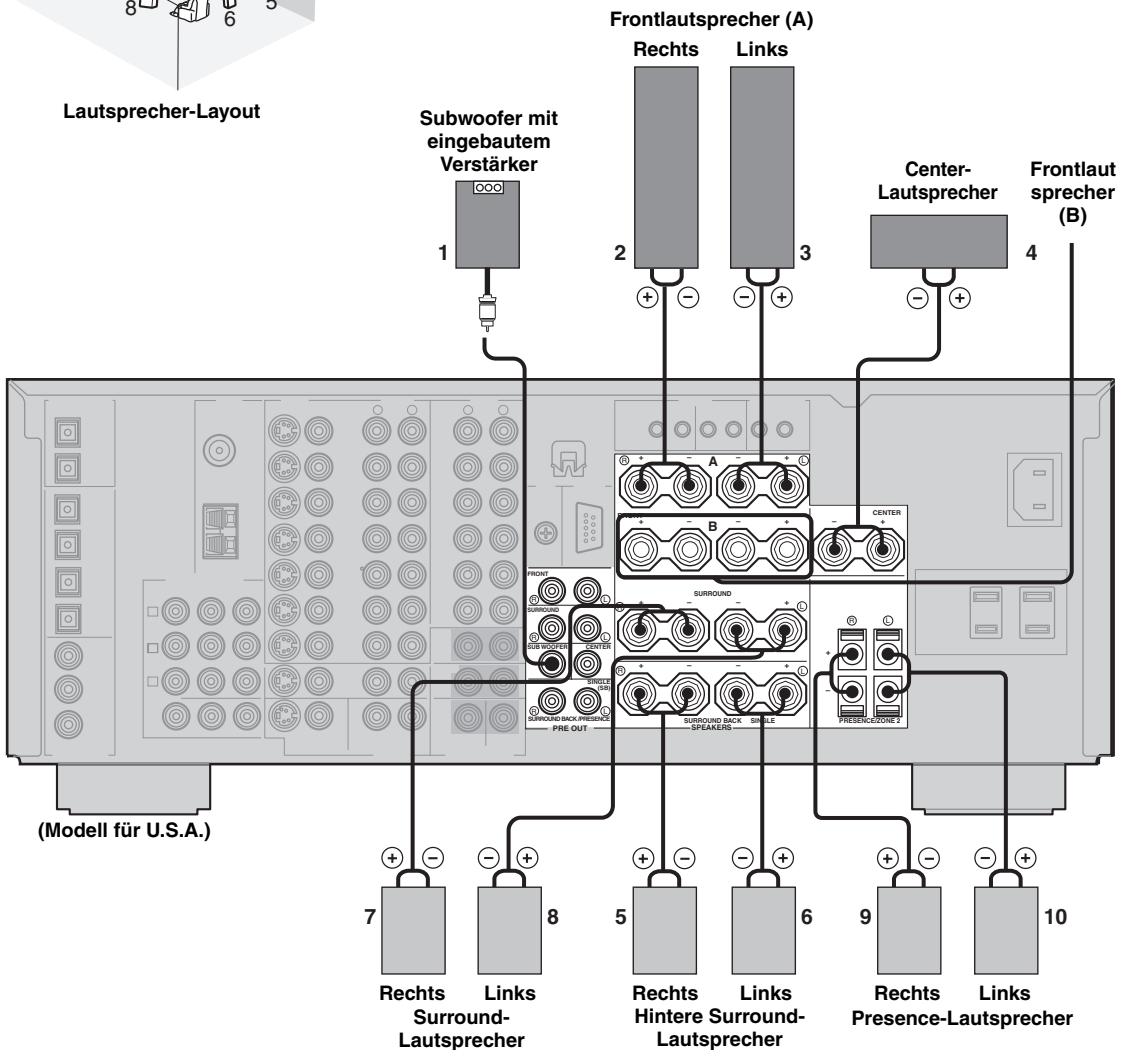 8
6
5
Lautsprecher-Layout
Frontlautsprecher (A)
Rechts Links
Subwoofer mit
eingebautem
Verstärker
Center-
Lautsprecher
Frontlaut
sprecher
(B)
1
2
3
4
+ − − + − +
R + − A − + L
B
+ − − +
CENTER
− +
FRONT
R L
SURROUND
R L
SUB WOOFER CENTER
SINGLE
(SB)
R L
SURROUND BACK /PRESENCE
PRE OUT
SURROUND
R + − − + L
R + − − + L
SURROUND BACK SINGLE
SPEAKERS
R L
+
−
PRESENCE/ZONE 2
(Modell für U.S.A.)
+ − − + + − − + + − − +
7 8 5 6 9 10
Rechts Links
Surround-
Lautsprecher
Rechts Links
Hintere Surround-
Lautsprecher
Rechts Links
Presence-Lautsprecher